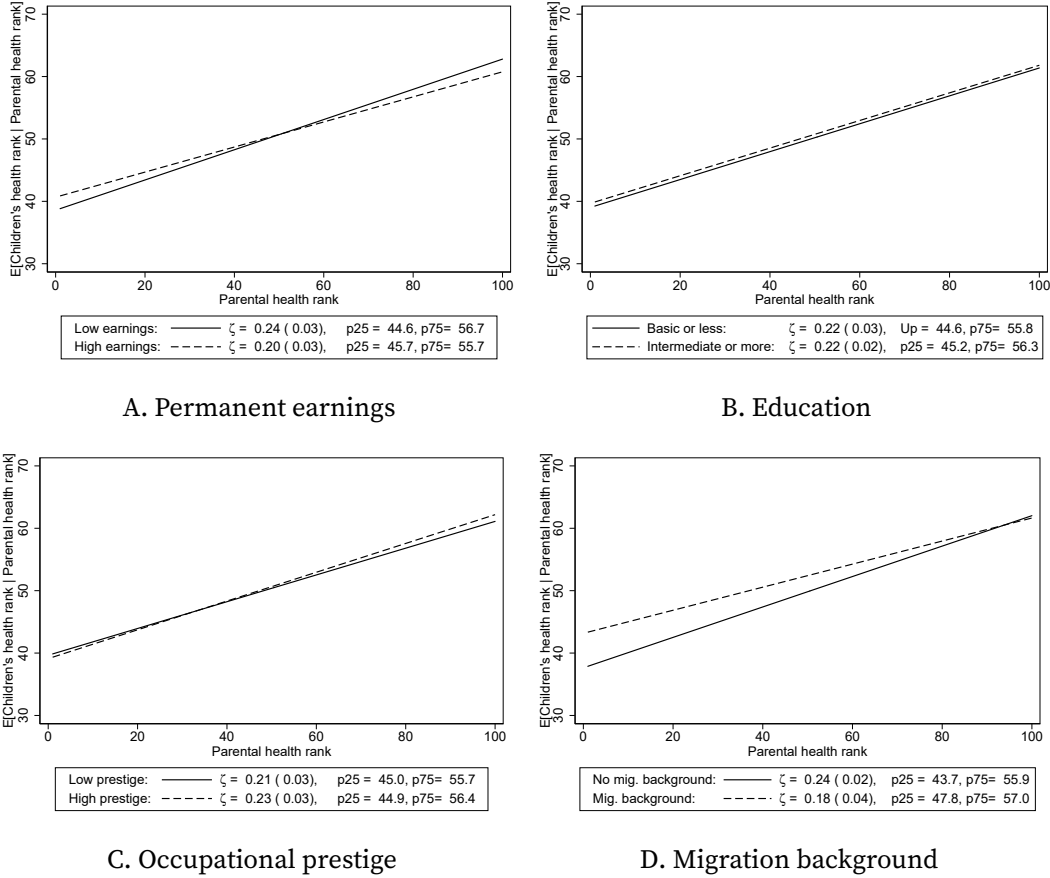 E[Children's health rank | Parental health rank]
70
60
50
40
30
0 20 40 60 80 100
Parental health rank
Low earnings: ζ = 0.24 ( 0.03), p25 = 44.6, p75= 56.7
High earnings: ζ = 0.20 ( 0.03), p25 = 45.7, p75= 55.7
A. Permanent earnings
E[Children's health rank | Parental health rank]
70
60
50
40
30
0 20 40 60 80 100
Parental health rank
Basic or less: ζ = 0.22 ( 0.03), Up = 44.6, p75= 55.8
Intermediate or more: ζ = 0.22 ( 0.02), p25 = 45.2, p75= 56.3
B. Education
E[Children's health rank | Parental health rank]
70
60
50
40
30
0 20 40 60 80 100
Parental health rank
Low prestige: ζ = 0.21 ( 0.03), p25 = 45.0, p75= 55.7
High prestige: ζ = 0.23 ( 0.03), p25 = 44.9, p75= 56.4
C. Occupational prestige
E[Children's health rank | Parental health rank]
70
60
50
40
30
0 20 40 60 80 100
Parental health rank
No mig. background: ζ = 0.24 ( 0.02), p25 = 43.7, p75= 55.9
Mig. background: ζ = 0.18 ( 0.04), p25 = 47.8, p75= 57.0
D. Migration background